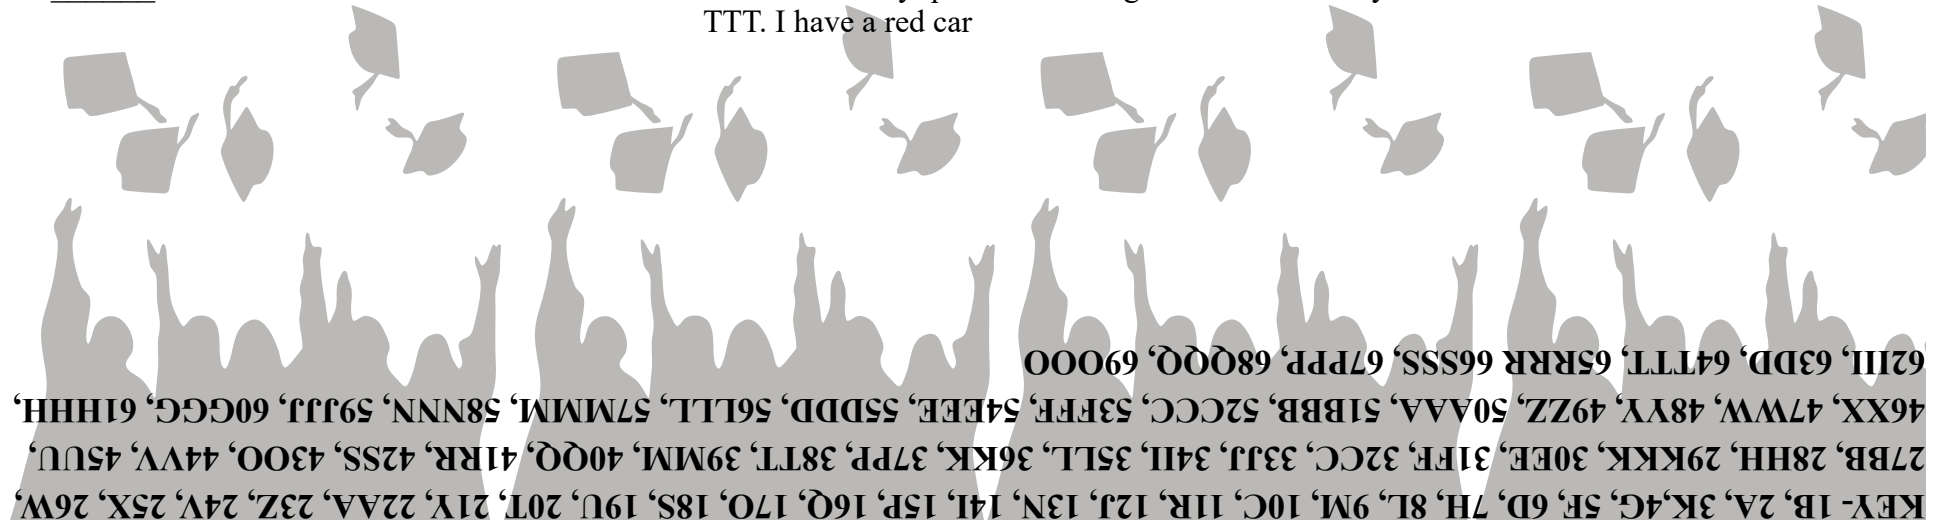 TTT. I have a red car
KEY- 1B, 2A, 3K,4G, 5F, 6D, 7H, 8L, 9M, 10C, 11R, 12J, 13N, 14I, 15P, 16Q, 17O, 18S, 19U, 20T, 21Y, 22AA, 23Z, 24V, 25X, 26W,
27BB, 28HH, 29KKK, 30EE, 31FF, 32CC, 33JJ, 34II, 35LL, 36KK, 37PP, 38TT, 39MM, 40QQ, 41RR, 42SS, 43OO, 44VV, 45UU,
46XX, 47WW, 48YY, 49ZZ, 50AAA, 51BBB, 52CCC, 53FFF, 54EEE, 55DDD, 56LLL, 57MMM, 58NNN, 59JJJ, 60GGG, 61HHH,
62III, 63DD, 64TTT, 65RRR 66SSS, 67PPP, 68QQQ, 69OOO